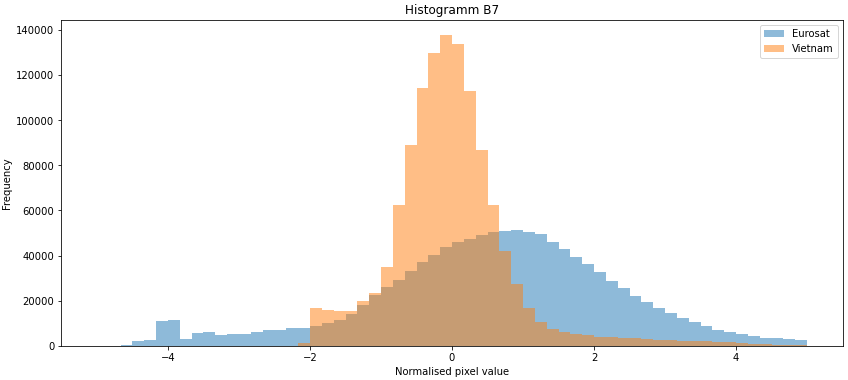 Histogramm B7
Eurosat
Vietnam
Frequency
140000
120000
100000
80000
60000
40000
20000
0
−4
−2
0
2
4
Normalised pixel value